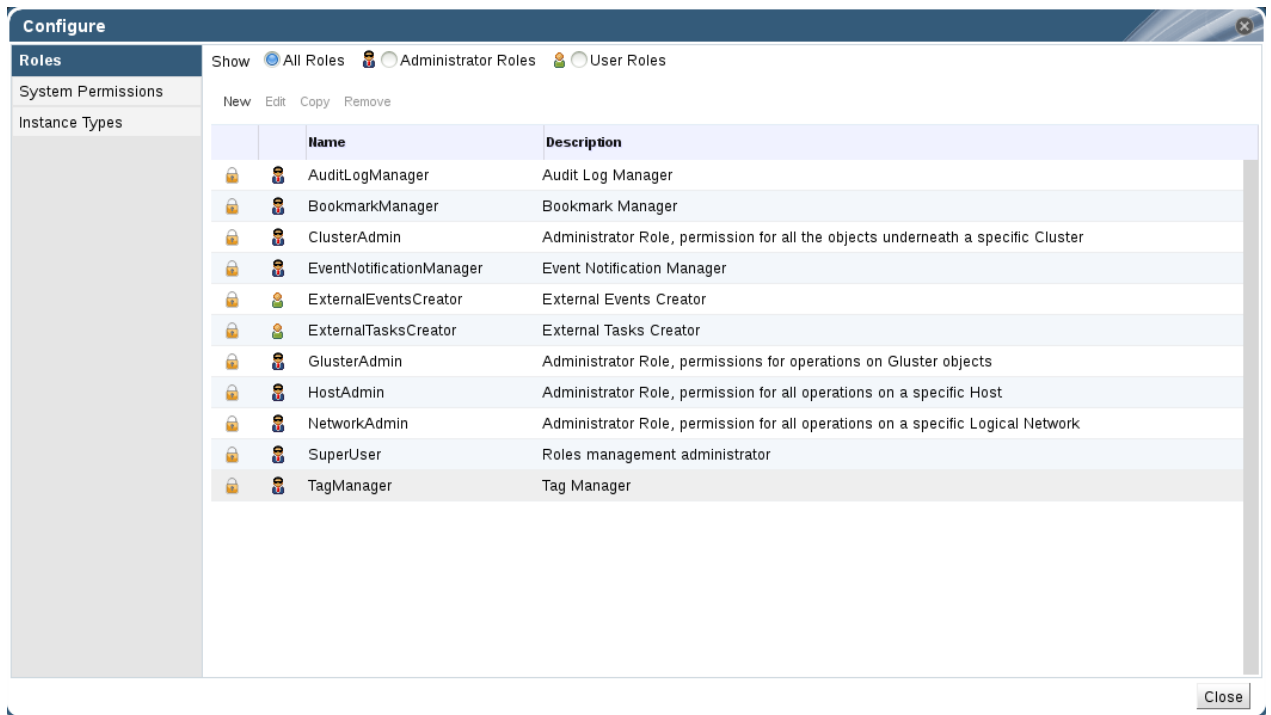 Configure
Roles
System Permissions
Instance Types
Show All Roles Administrator Roles User Roles
New Edit Copy Remove
Name Description
AuditLogManager Audit Log Manager
BookmarkManager Bookmark Manager
ClusterAdmin Administrator Role, permission for all the objects underneath a specific Cluster
EventNotificationManager Event Notification Manager
ExternalEventsCreator External Events Creator
ExternalTasksCreator External Tasks Creator
GlusterAdmin Administrator Role, permissions for operations on Gluster objects
HostAdmin Administrator Role, permission for all operations on a specific Host
NetworkAdmin Administrator Role, permission for all operations on a specific Logical Network
SuperUser Roles management administrator
TagManager Tag Manager
Close